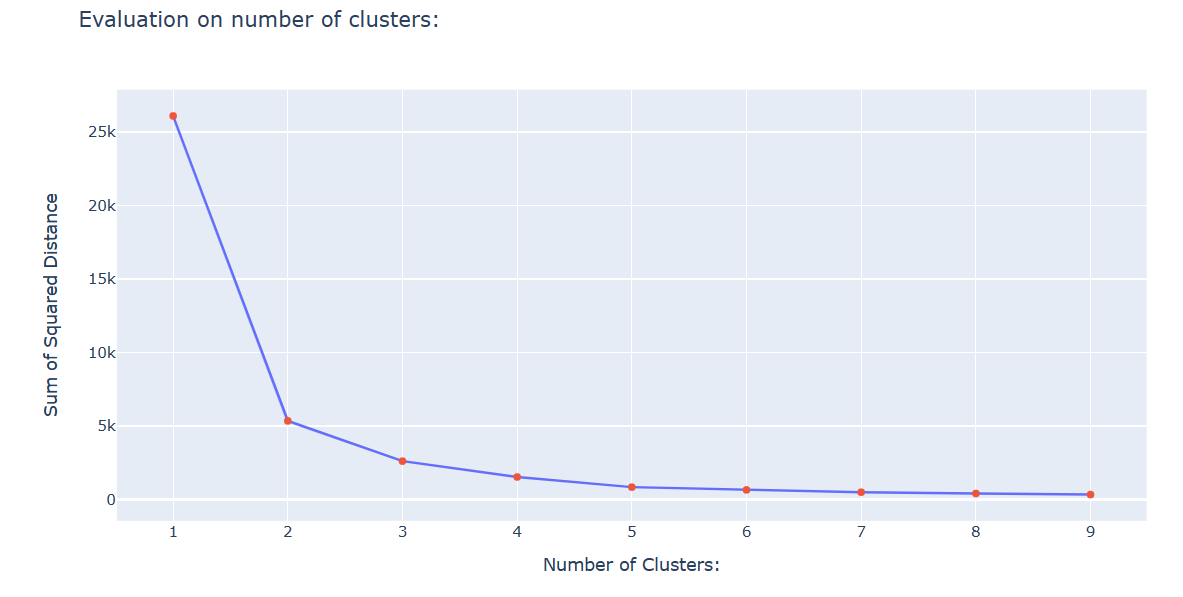 Evaluation on number of clusters:
Sum of Squared Distance
25k
20k
15k
10k
5k
0
1 2 3 4 5 6 7 8 9
Number of Clusters: